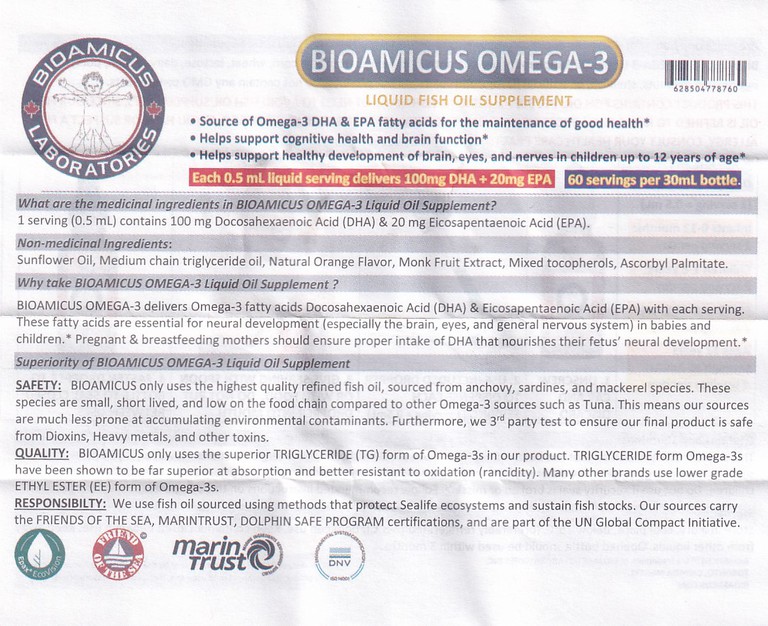 BIOAMICUS LABORATORIES
BIOAMICUS OMEGA-3
LIQUID FISH OIL SUPPLEMENT
628504778760
• Source of Omega-3 DHA & EPA fatty acids for the maintenance of good health*
• Helps support cognitive health and brain function*
• Helps support healthy development of brain, eyes, and nerves in children up to 12 years of age*
Each 0.5 mL liquid serving delivers 100mg DHA + 20mg EPA
60 servings per 30mL bottle.
What are the medicinal ingredients in BIOAMICUS OMEGA-3 Liquid Oil Supplement?
1 serving (0.5 mL) contains 100 mg Docosahexaenoic Acid (DHA) & 20 mg Eicosapentaenoic Acid (EPA).
Non-medicinal Ingredients:
Sunflower Oil, Medium chain triglyceride oil, Natural Orange Flavor, Monk Fruit Extract, Mixed tocopherols, Ascorbyl Palmitate.
Why take BIOAMICUS OMEGA-3 Liquid Oil Supplement ?
BIOAMICUS OMEGA-3 delivers Omega-3 fatty acids Docosahexaenoic Acid (DHA) & Eicosapentaenoic Acid (EPA) with each serving.
These fatty acids are essential for neural development (especially the brain, eyes, and general nervous system) in babies and
children.* Pregnant & breastfeeding mothers should ensure proper intake of DHA that nourishes their fetus' neural development.*
Superiority of BIOAMICUS OMEGA-3 Liquid Oil Supplement
SAFETY: BIOAMICUS only uses the highest quality refined fish oil, sourced from anchovy, sardines, and mackerel species. These
species are small, short lived, and low on the food chain compared to other Omega-3 sources such as Tuna. This means our sources
are much less prone at accumulating environmental contaminants. Furthermore, we 3rd party test to ensure our final product is safe
from Dioxins, Heavy metals, and other toxins.
QUALITY: BIOAMICUS only uses the superior TRIGLYCERIDE (TG) form of Omega-3s in our product. TRIGLYCERIDE form Omega-3s
have been shown to be far superior at absorption and better resistant to oxidation (rancidity). Many other brands use lower grade
ETHYL ESTER (EE) form of Omega-3s.
RESPONSIBILTY: We use fish oil sourced using methods that protect Sealife ecosystems and sustain fish stocks. Our sources carry
the FRIENDS OF THE SEA, MARINTRUST, DOLPHIN SAFE PROGRAM certifications, and are part of the UN Global Compact Initiative.
Epax® EcoVision
FRIEND OF THE SEA ©
marin
Trust
DNV
ISO 14001